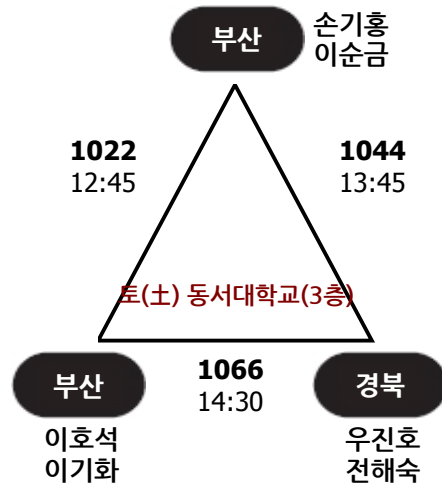 부산
손기홍
이순금
1022
12:45
1044
13:45
토(土) 동서대학교(3층)
부산
이호석
이기화
1066
14:30
경북
우진호
전해숙